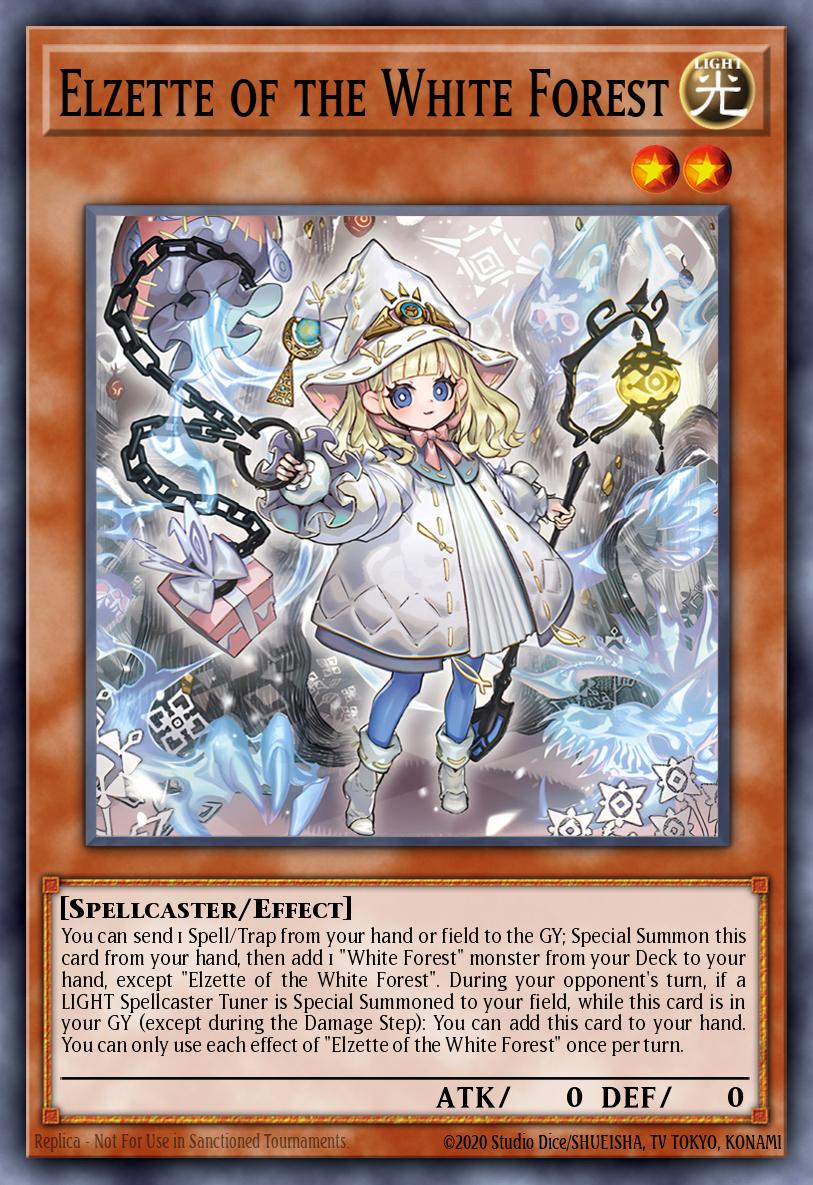 Elzette of the White Forest
LIGHT
光
[Spellcaster/Effect]
You can send 1 Spell/Trap from your hand or field to the GY; Special Summon this
card from your hand, then add 1 "White Forest" monster from your Deck to your
hand, except "Elzette of the White Forest". During your opponent's turn, if a
LIGHT Spellcaster Tuner is Special Summoned to your field, while this card is in
your GY (except during the Damage Step): You can add this card to your hand.
You can only use each effect of "Elzette of the White Forest" once per turn.
ATK/ 0 DEF/ 0
Replica - Not For Use in Sanctioned Tournaments.
©2020 Studio Dice/SHUEISHA, TV TOKYO, KONAMI